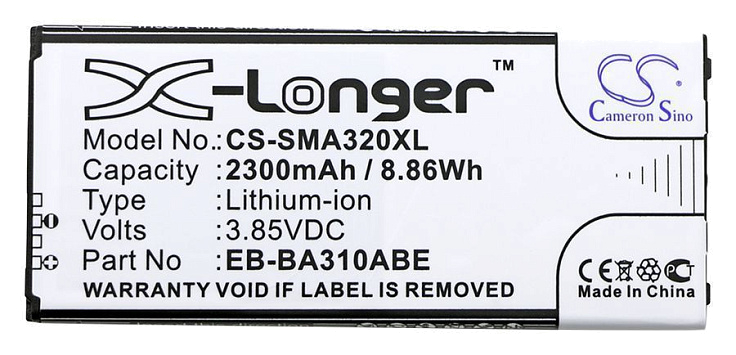 X-Longer™
CS Cameron Sino
Model No.: CS-SMA320XL
Capacity : 2300mAh / 8.86Wh
Type : Lithium-ion
Volts : 3.85VDC
Part No. : EB-BA310ABE
WARRANTY VOID IF LABEL IS REMOVED
CE
Made In China